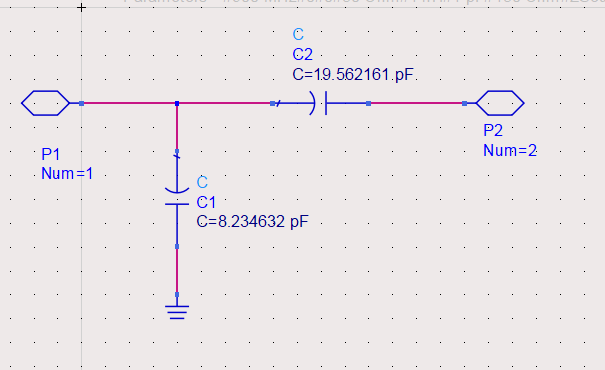 C
C2
C=19.562161 pF
P1
Num=1
P2
Num=2
C
C1
C=8.234632 pF